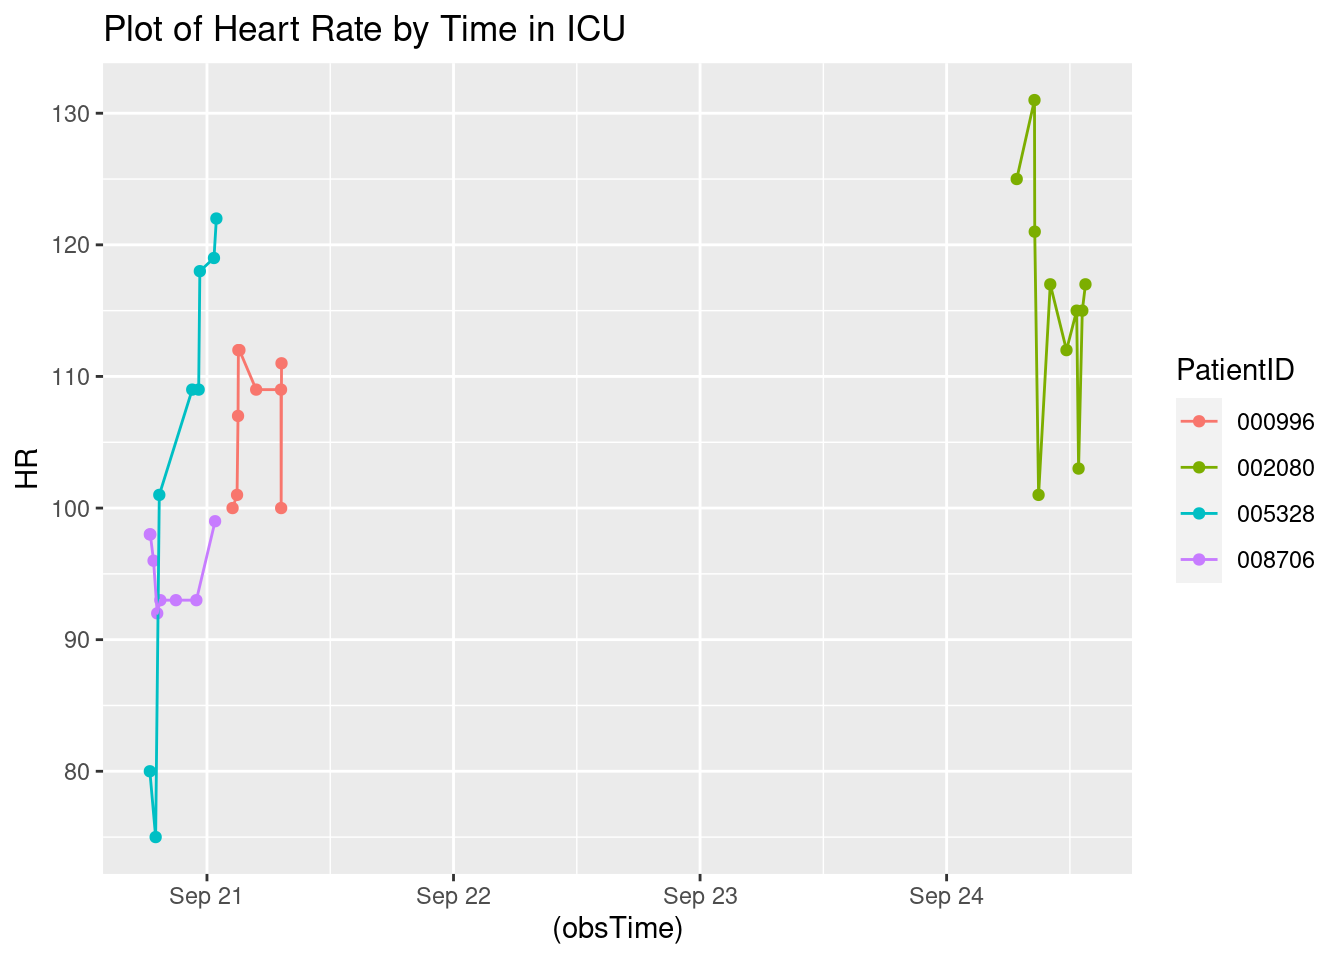 Plot of Heart Rate by Time in ICU
130
120
110
100
90
80
HR
Sep 21
Sep 22
Sep 23
Sep 24
(obsTime)
PatientID
000996
002080
005328
008706